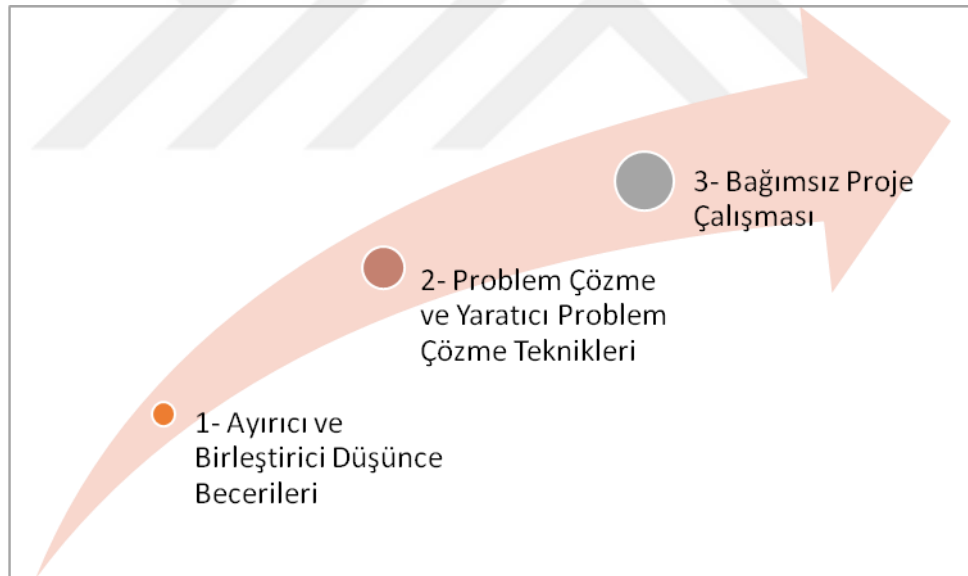 1- Ayırıcı ve
Birleştirici Düşünce
Becerileri
2- Problem Çözme
ve Yaratıcı Problem
Çözme Teknikleri
3- Bağımsız Proje
Çalışması